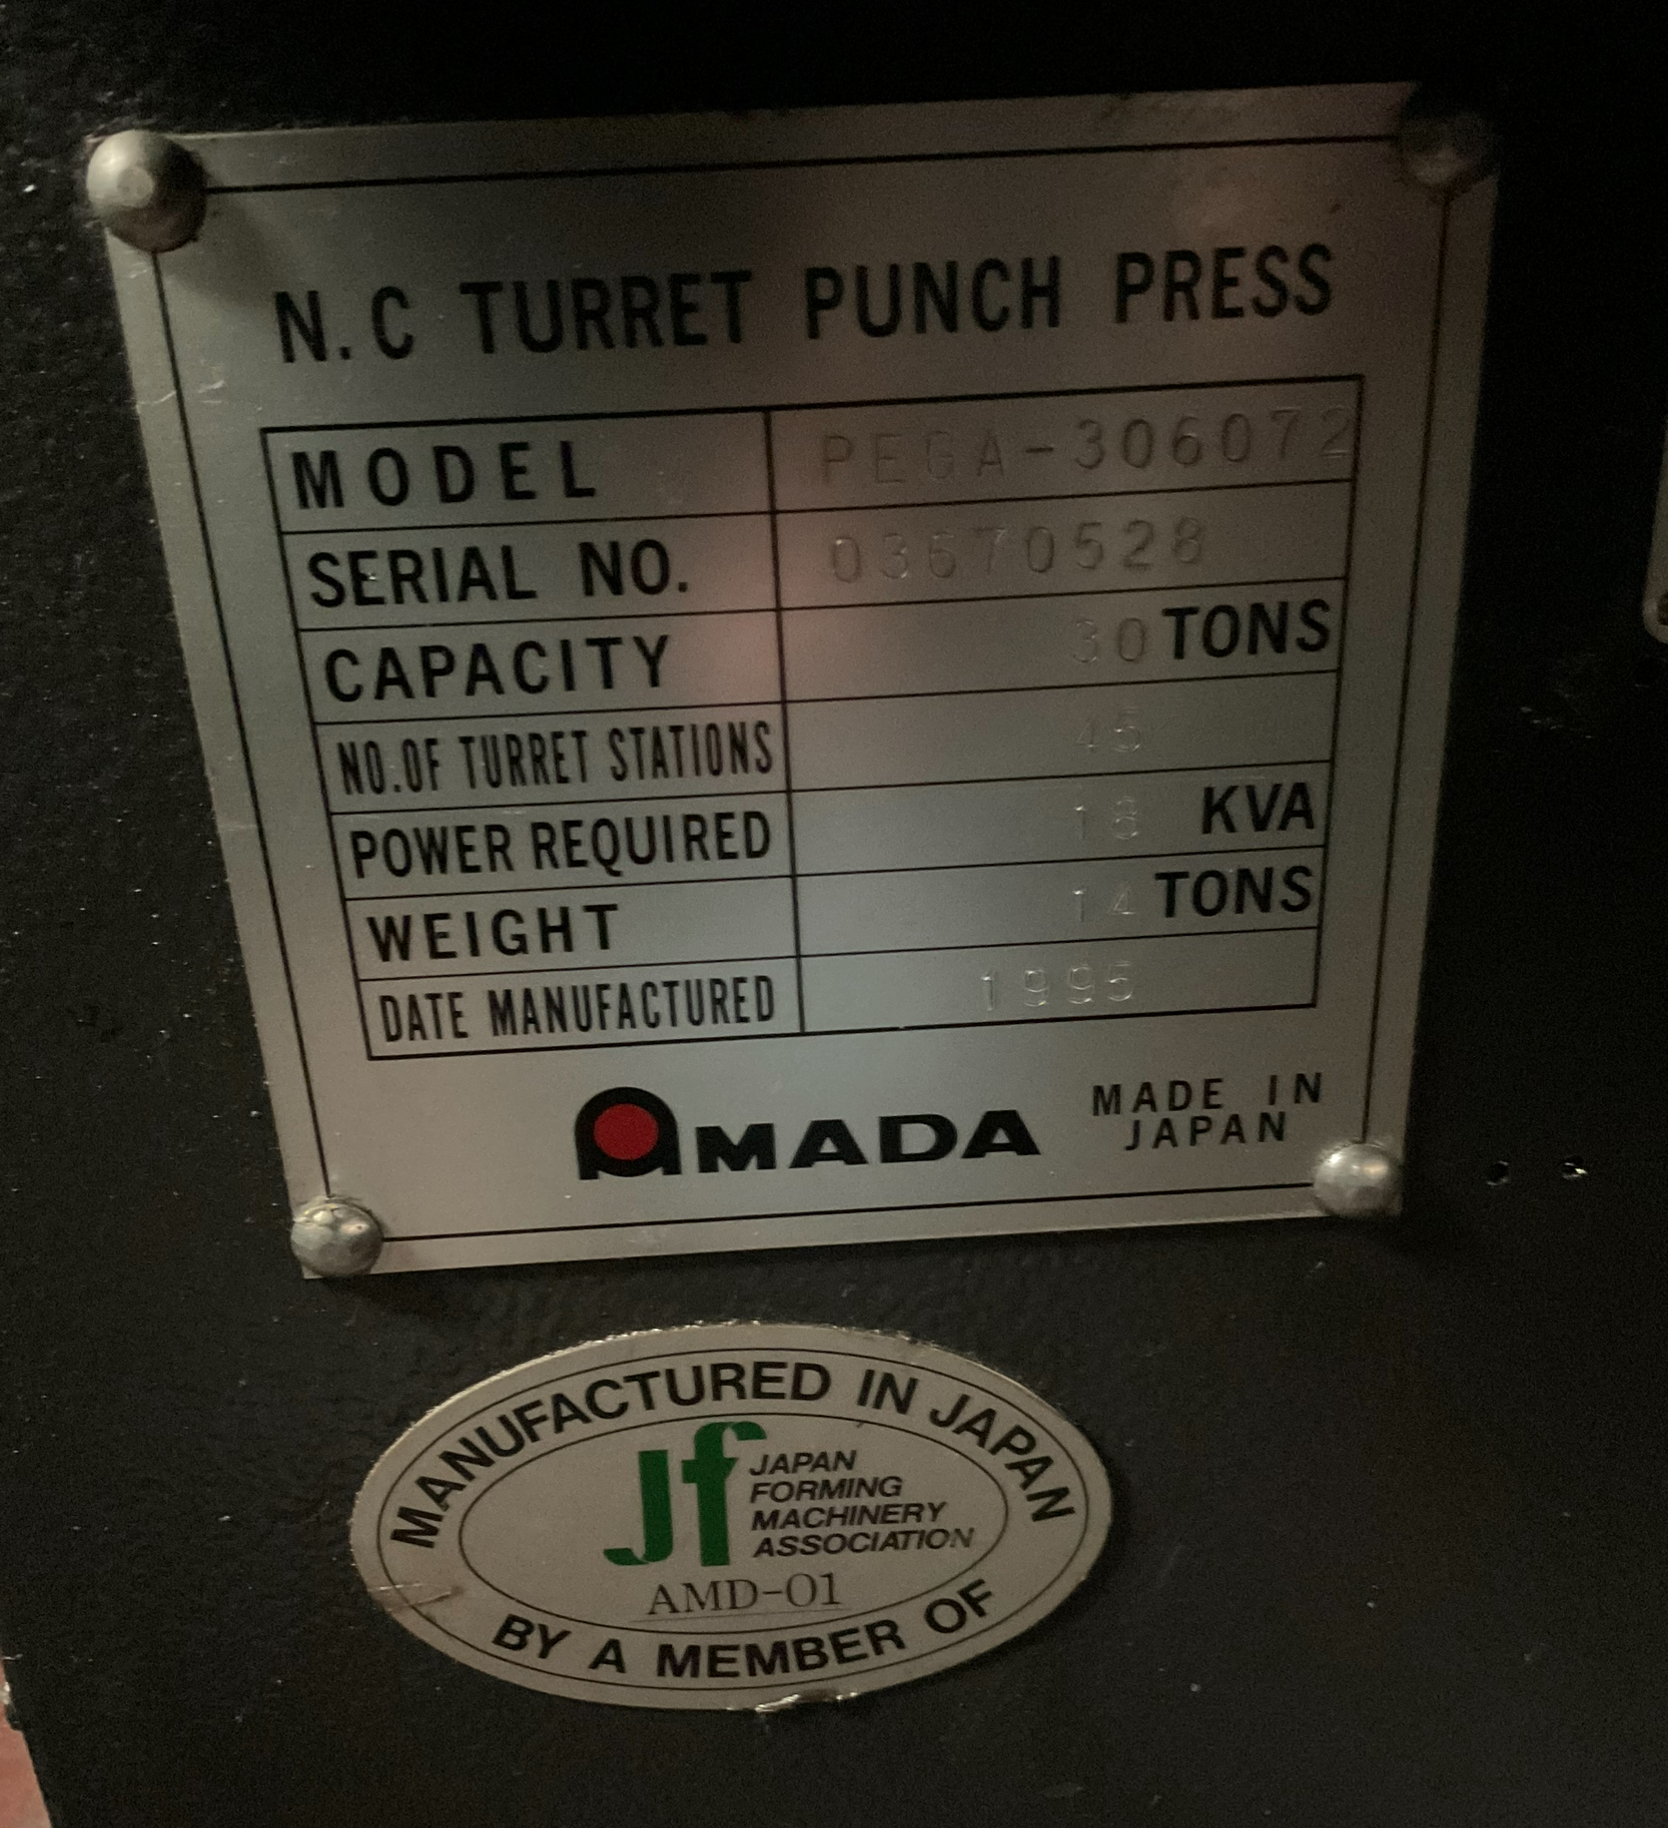 N.C TURRET PUNCH PRESS
MODEL PEGA-306072
SERIAL NO. 03670528
CAPACITY 30 TONS
NO.OF TURRET STATIONS 45
POWER REQUIRED 18 KVA
WEIGHT 14 TONS
DATE MANUFACTURED 1995
AMADA
MADE IN
JAPAN
MANUFACTURED IN JAPAN
Jf
JAPAN
FORMING
MACHINERY
ASSOCIATION
AMD-01
BY A MEMBER OF